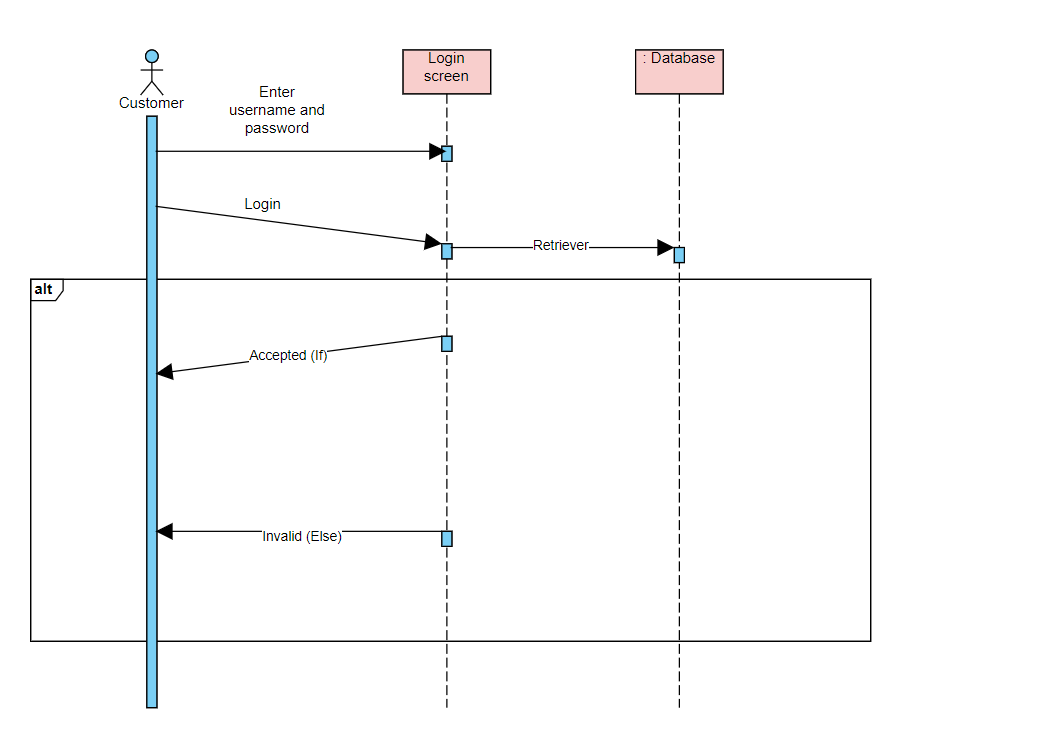 Customer
Login
screen
: Database
Enter
username and
password
Login
Retriever
alt
Accepted (If)
Invalid (Else)